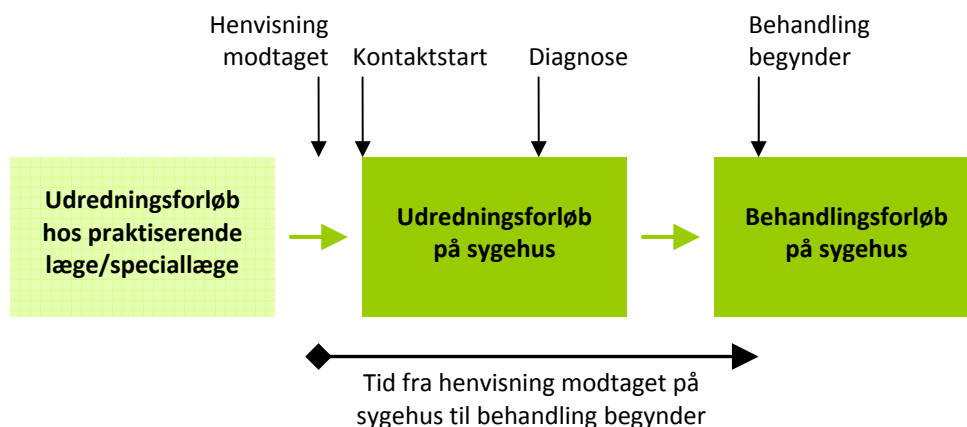 Henvisning
modtaget
Kontaktstart
Diagnose
Behandling
begynder
Udredningsforløb
hos praktiserende
læge/speciallæge
Udredningsforløb
på sygehus
Behandlingsforløb
på sygehus
Tid fra henvisning modtaget på
sygehus til behandling begynder